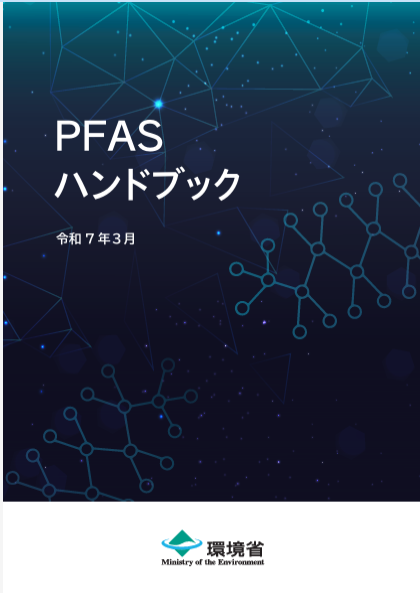 PFAS
ハンドブック
令和7年3月
環境省
Ministry of the Environment